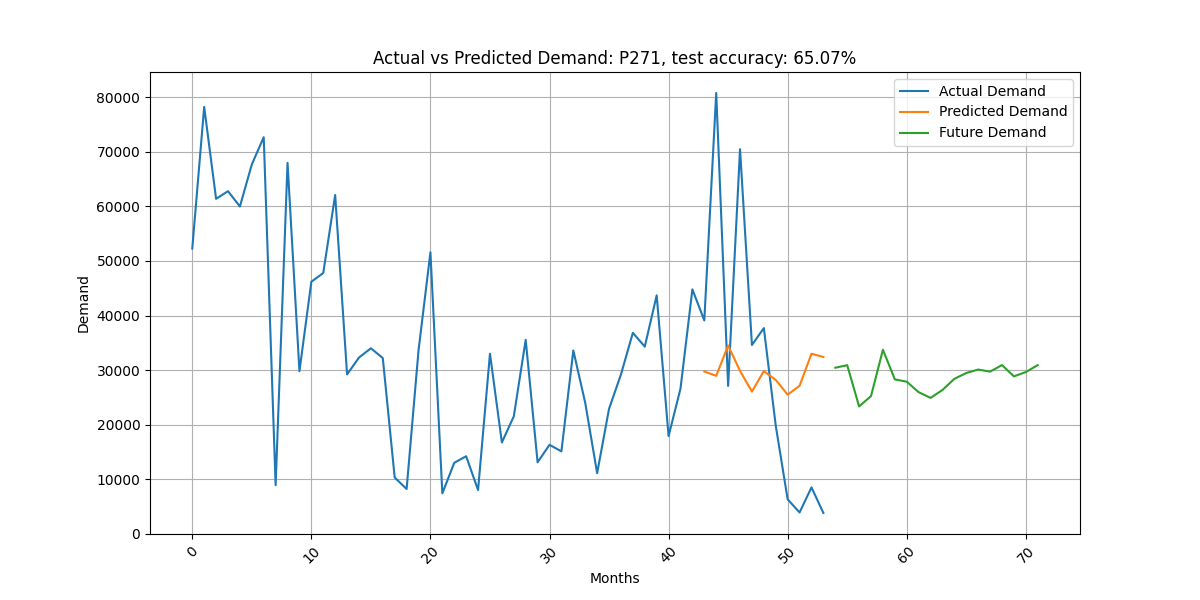 Actual vs Predicted Demand: P271, test accuracy: 65.07%
Actual Demand
Predicted Demand
Future Demand
80000
70000
60000
50000
40000
30000
20000
10000
0
Demand
0 10 20 30 40 50 60 70
Months